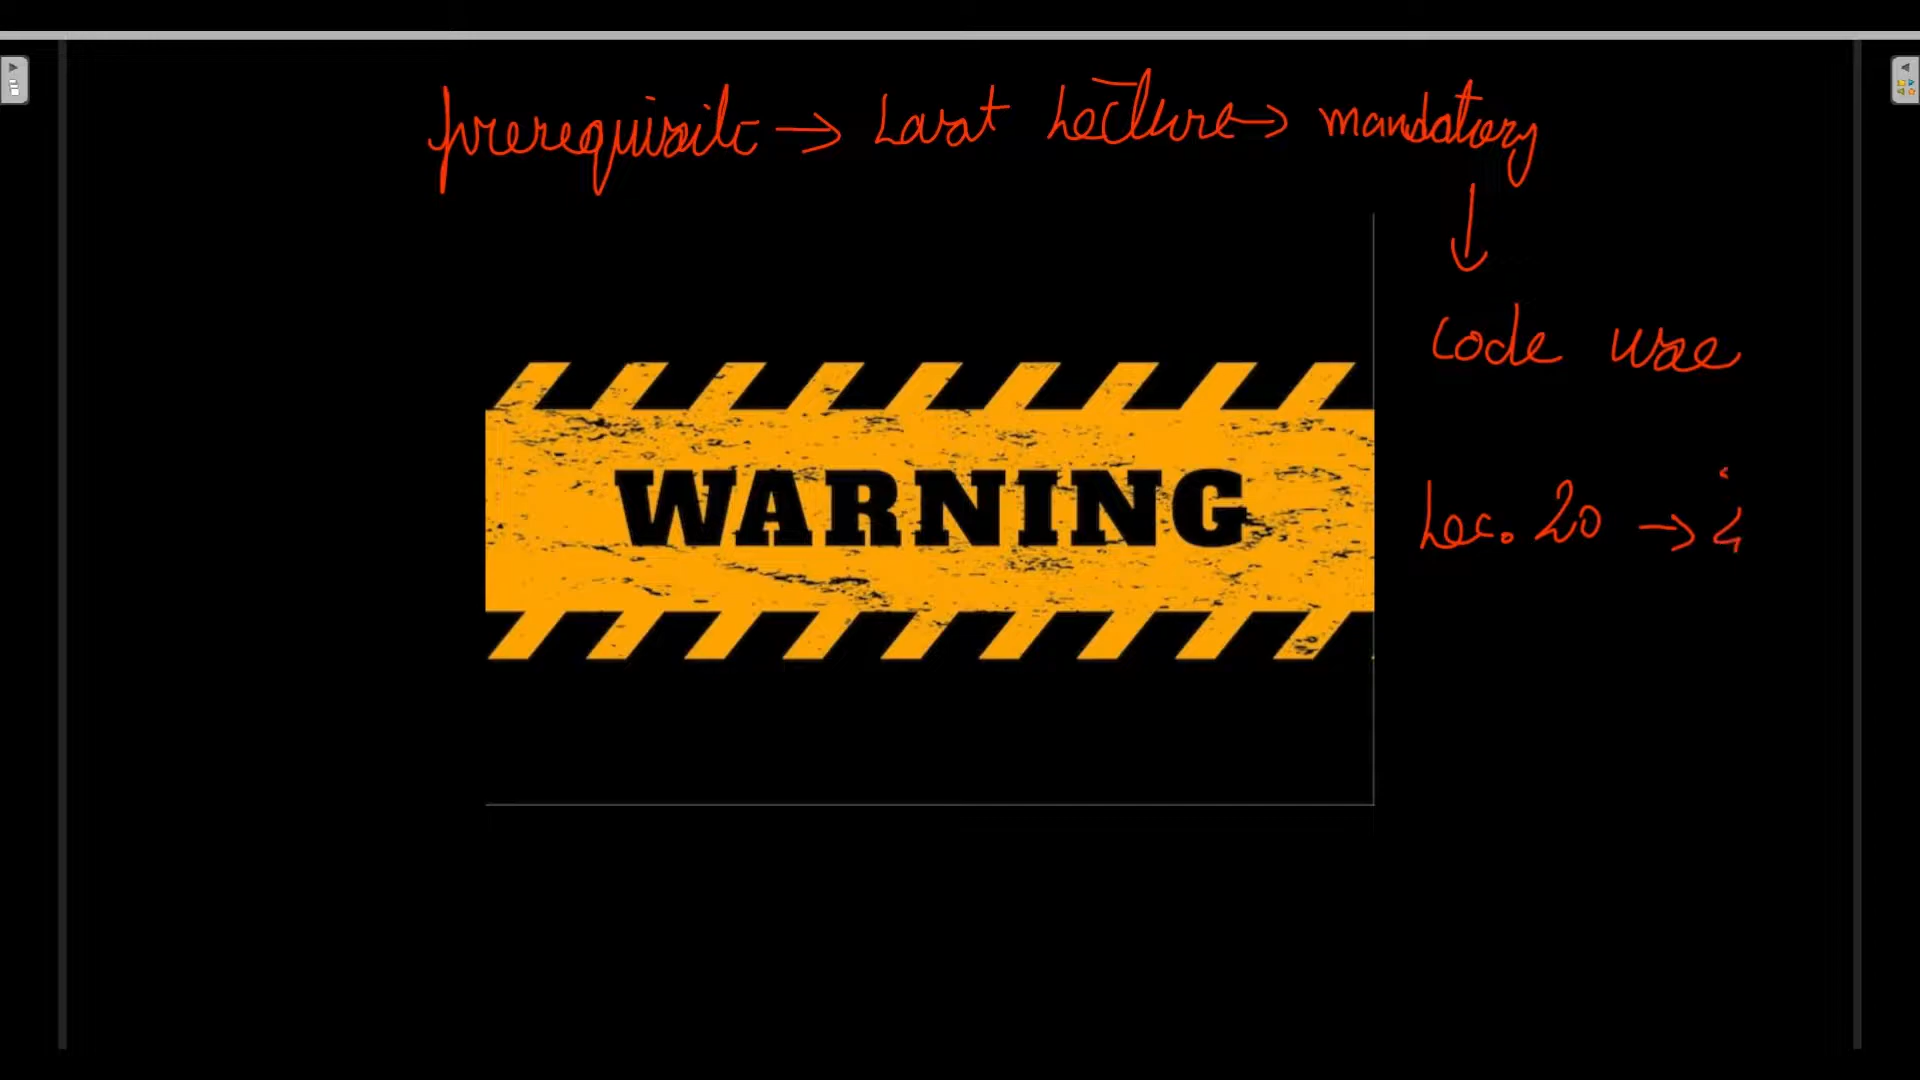 prerequisite → Last Lecture → mandatory
↓
code use
WARNING
Lec. 20 →